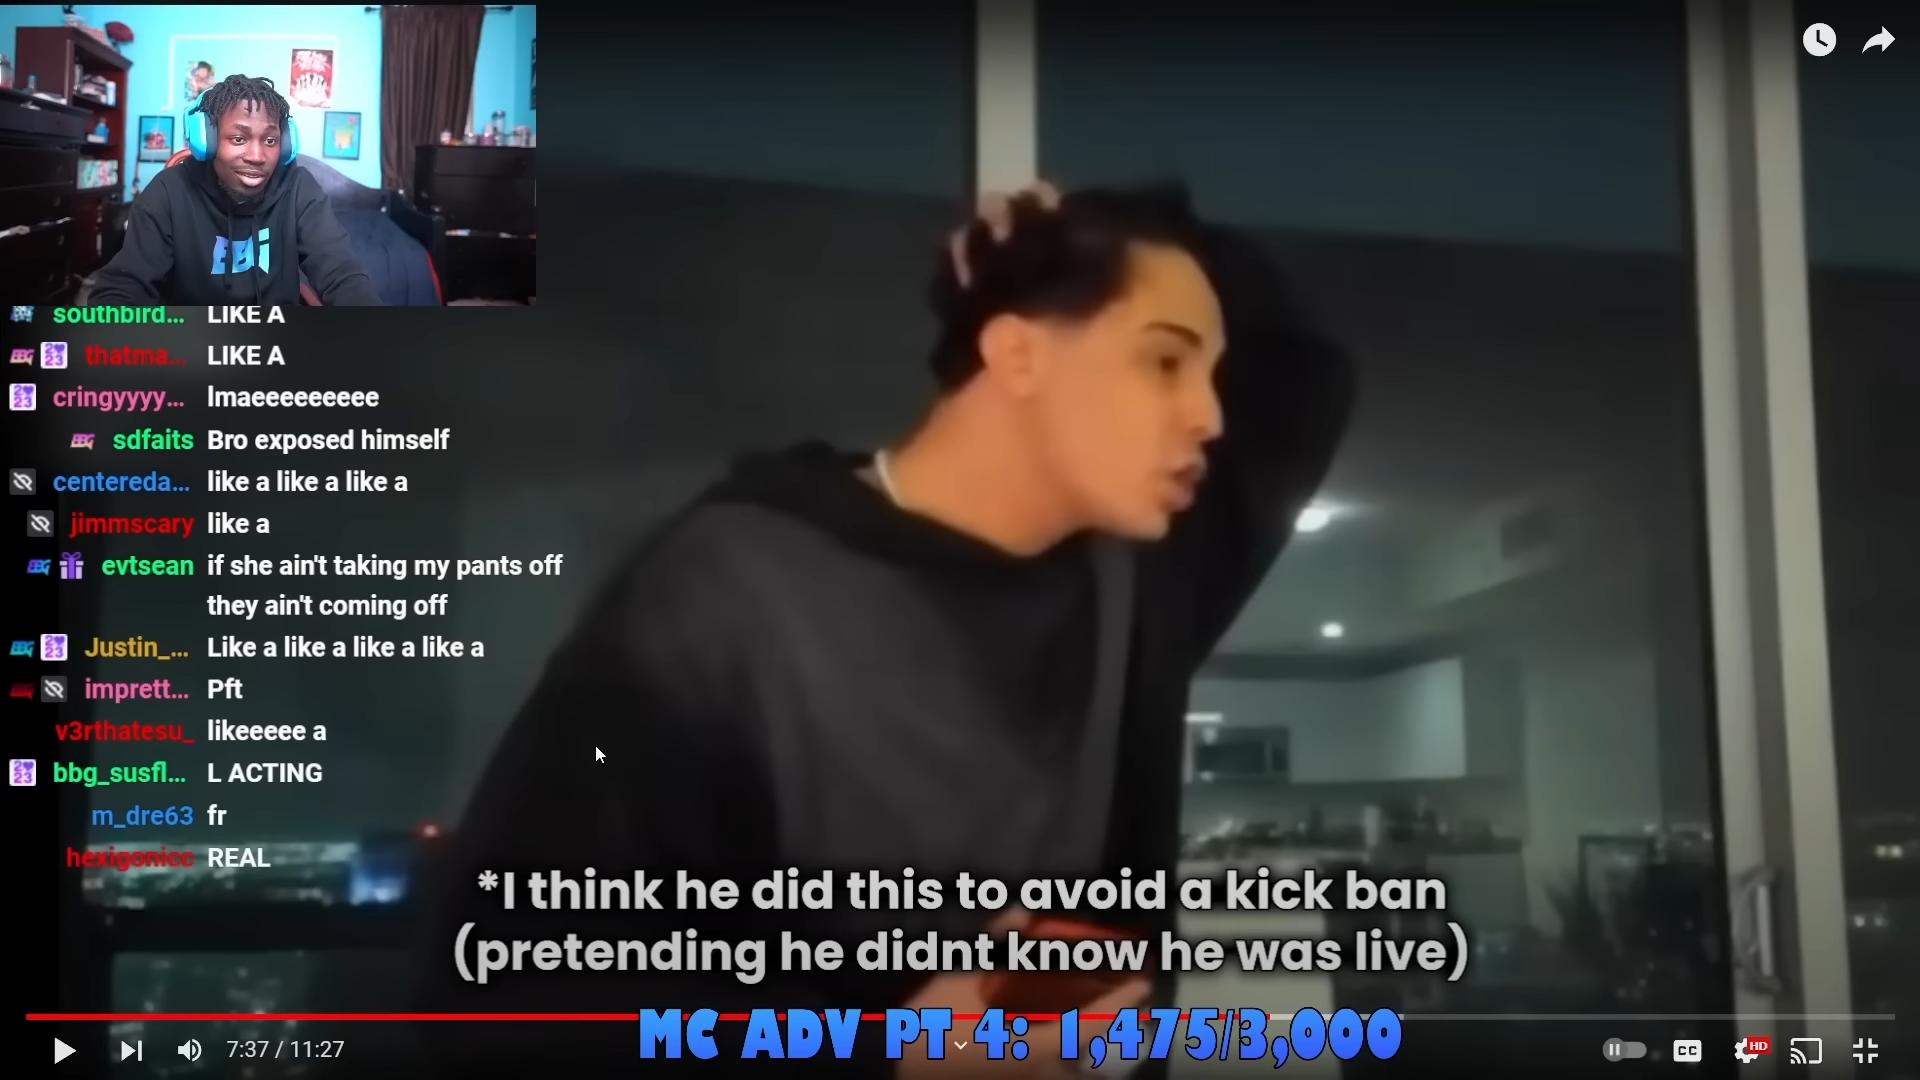 southbird... LIKE A
thatma... LIKE A
cringyyyy... lmaeeeeeeeee
sdfaits Bro exposed himself
centereda... like a like a like a
jimmscary like a
evtsean if she ain't taking my pants off
they ain't coming off
Justin_... Like a like a like a like a
imprett... Pft
v3rthatesu_ likeeeee a
bbg_susfl... L ACTING
m_dre63 fr
hexigonicc REAL
*I think he did this to avoid a kick ban
(pretending he didnt know he was live)
MC ADV PT 4: 1,475/3,000
7:37 / 11:27
CC
HD